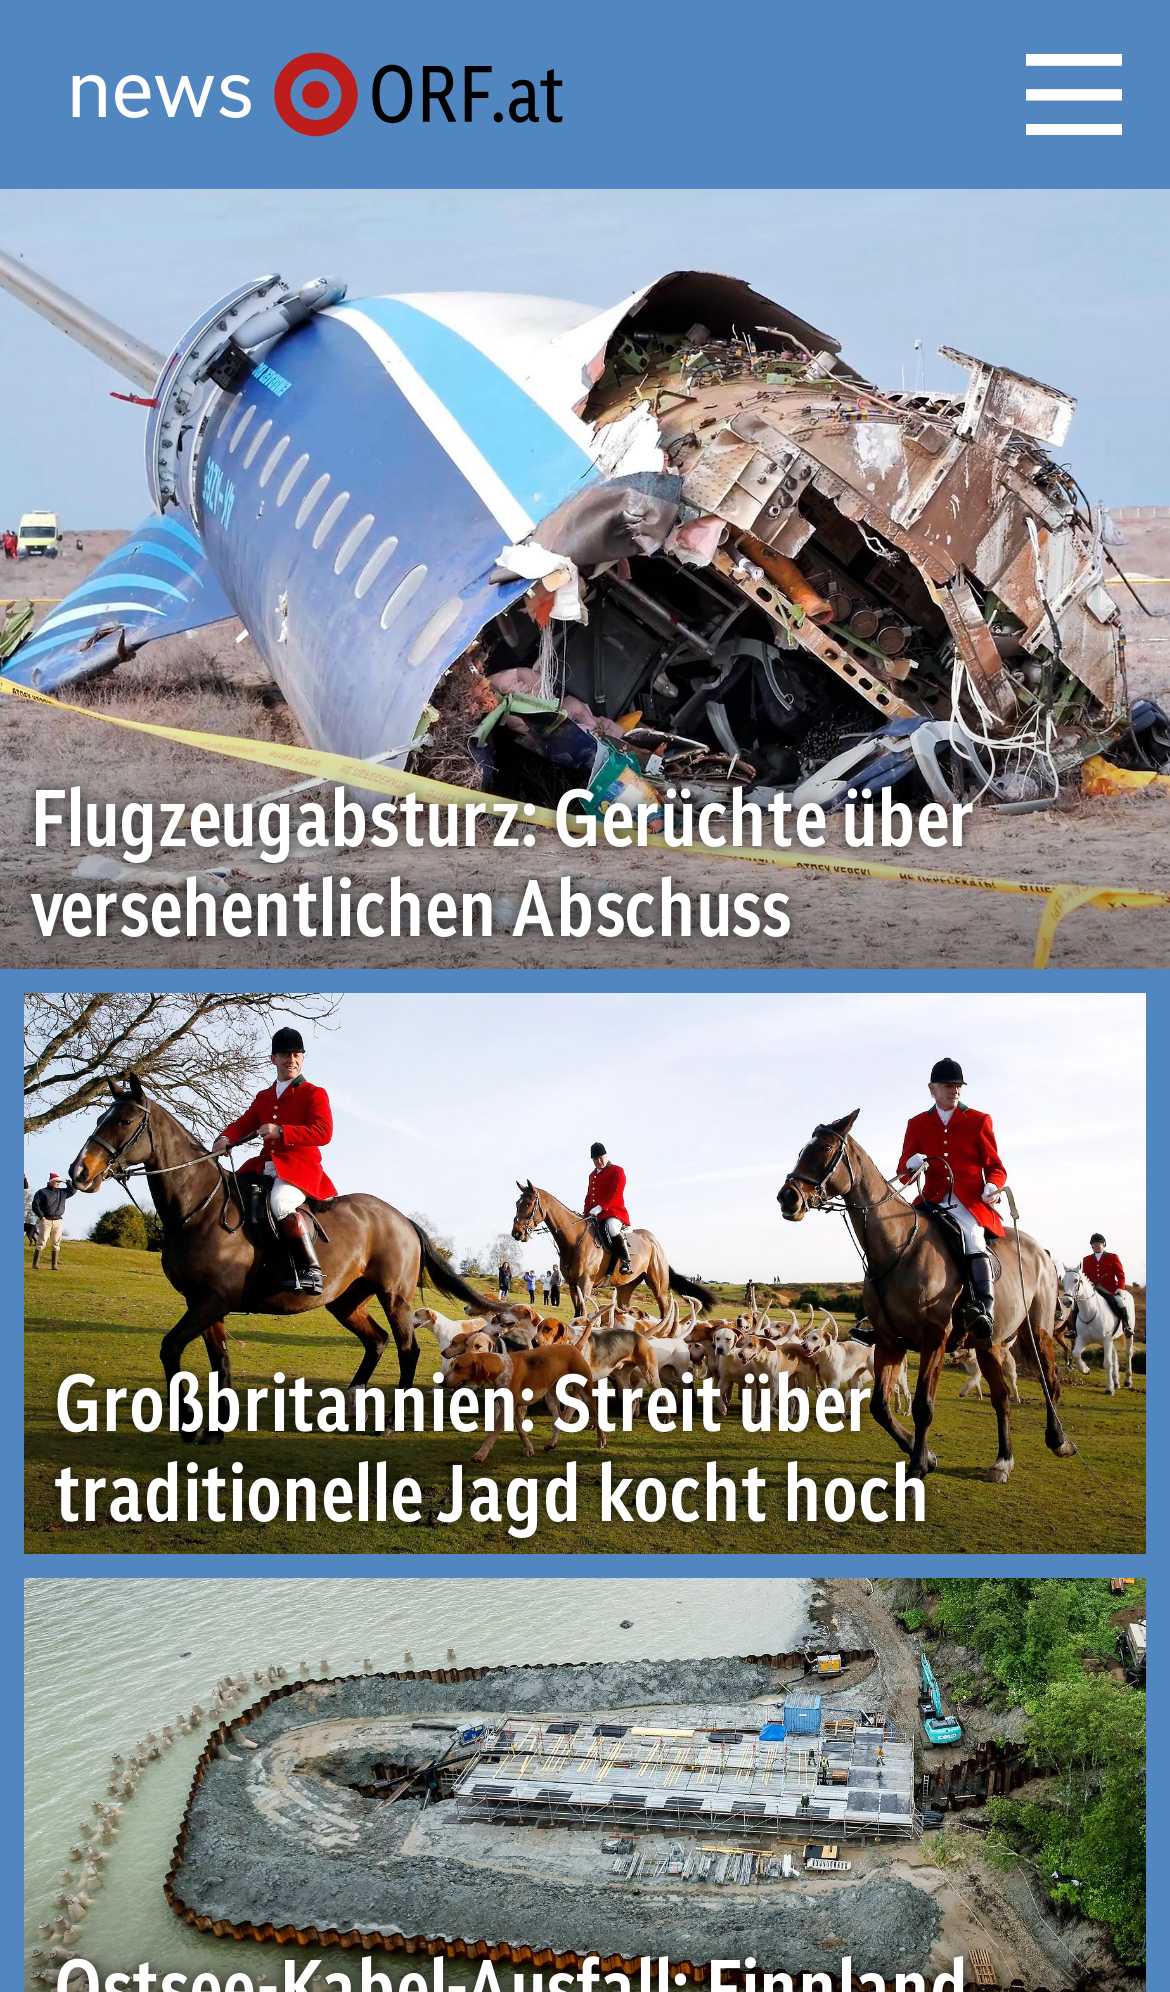 news ORF.at
Flugzeugabsturz: Gerüchte über
versehentlichen Abschuss
Großbritannien: Streit über
traditionelle Jagd kocht hoch
Ostsee-Kabel-Ausfall: Finnland